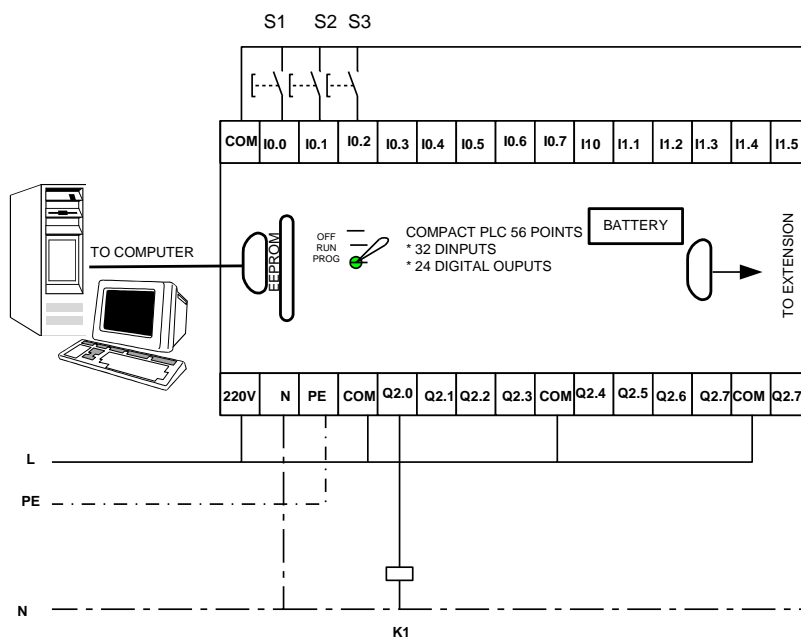 S1 S2 S3
COM I0.0 I0.1 I0.2 I0.3 I0.4 I0.5 I0.6 I0.7 I10 I1.1 I1.2 I1.3 I1.4 I1.5
TO COMPUTER
EEPROM
OFF
RUN
PROG
COMPACT PLC 56 POINTS
* 32 DINPUTS
* 24 DIGITAL OUPUTS
BATTERY
TO EXTENSION
220V N PE COM Q2.0 Q2.1 Q2.2 Q2.3 COM Q2.4 Q2.5 Q2.6 Q2.7 COM Q2.7
L
PE
N
K1